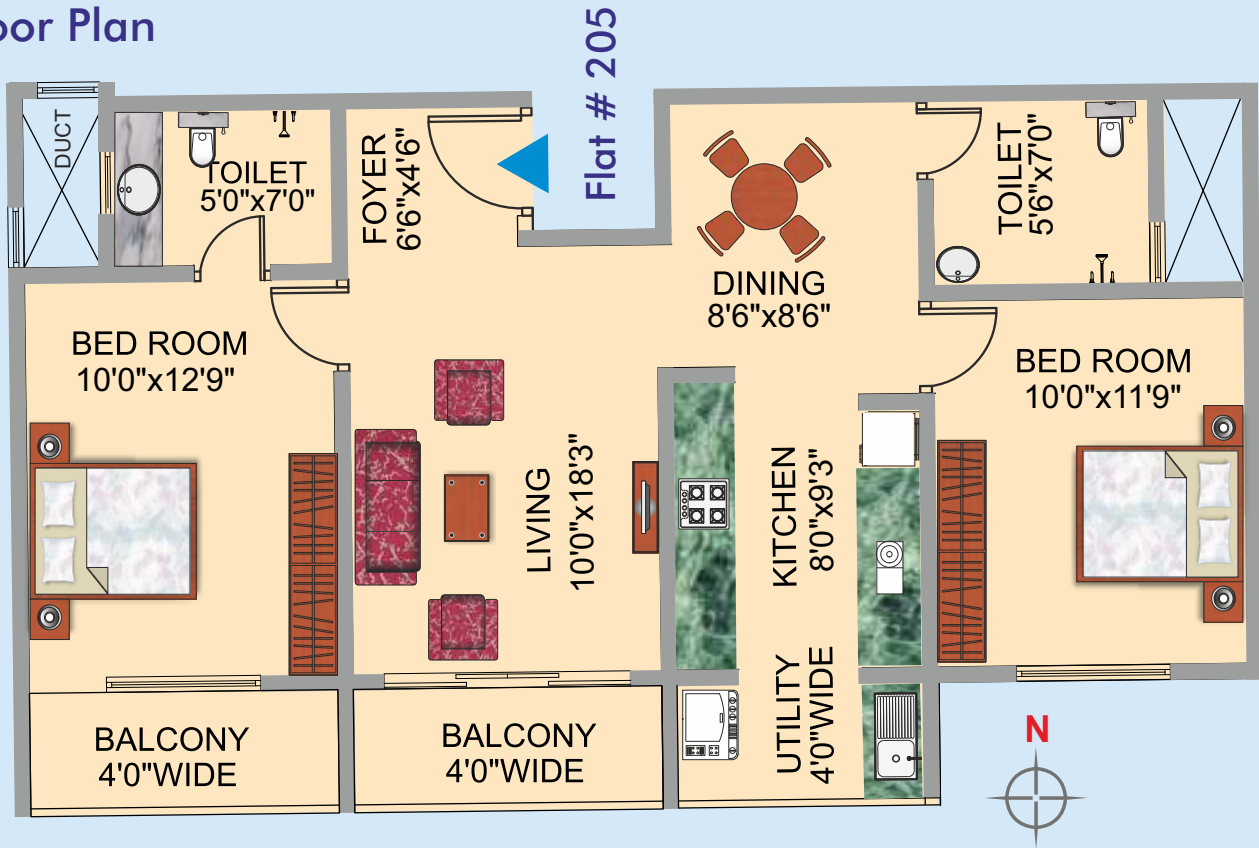 oor Plan
Flat # 205
DUCT
TOILET
5'0"x7'0"
FOYER
6'6"x4'6"
DINING
8'6"x8'6"
TOILET
5'6"x7'0"
BED ROOM
10'0"x12'9"
BED ROOM
10'0"x11'9"
LIVING
10'0"x18'3"
KITCHEN
8'0"x9'3"
UTILITY
4'0"WIDE
BALCONY
4'0"WIDE
BALCONY
4'0"WIDE
N